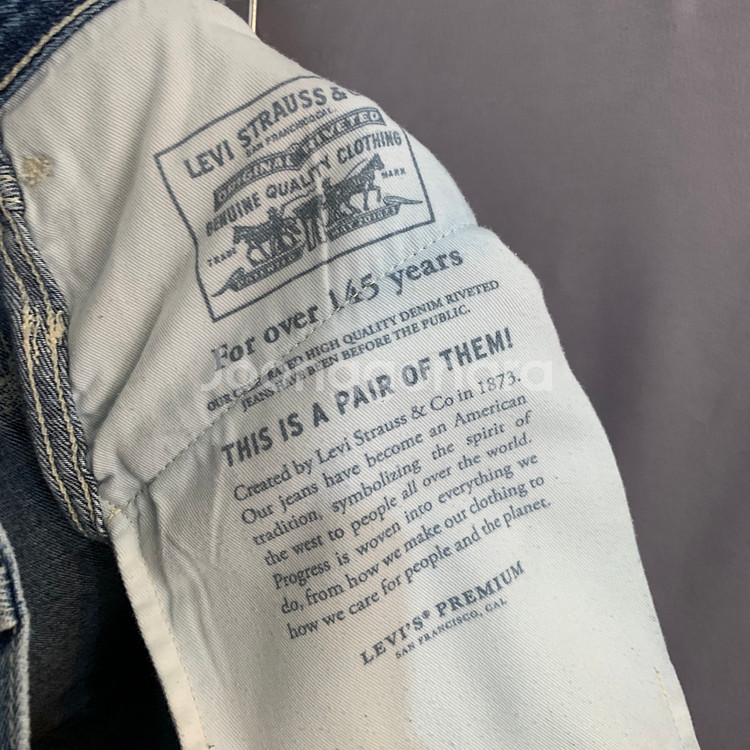 LEVI STRAUSS & C
SAN FRANCISCO, CAL.
ORIGINAL RIVETED
GENUINE QUALITY CLOTHING
TRADE MARK
For over 145 years
OUR CELEBRATED HIGH QUALITY DENIM RIVETED
JEANS HAVE BEEN BEFORE THE PUBLIC.
THIS IS A PAIR OF THEM!
Created by Levi Strauss & Co in 1873.
Our jeans have become an American
tradition, symbolizing the spirit of
the west to people all over the world.
Progress is woven into everything we
do, from how we make our clothing to
how we care for people and the planet.
LEVI'S® PREMIUM
SAN FRANCISCO, CAL